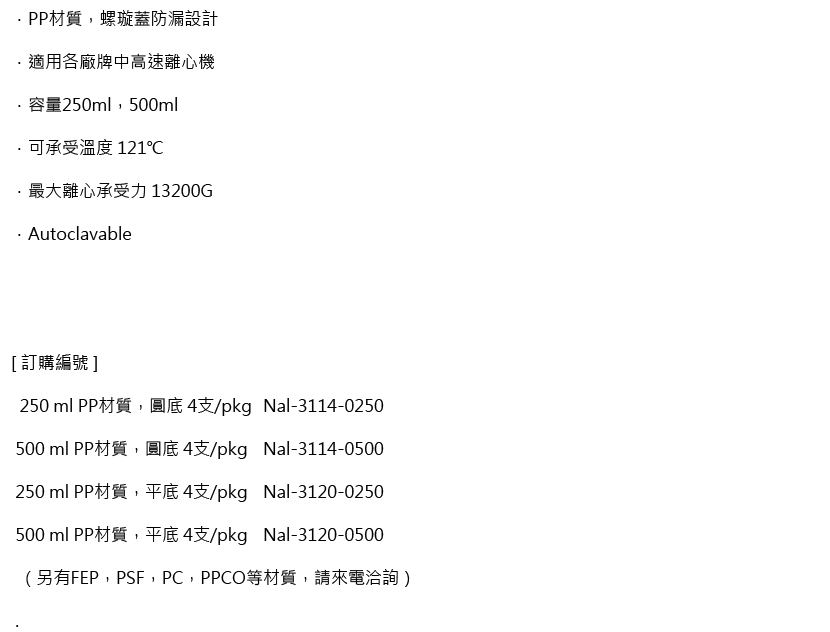 · PP材質，螺璇蓋防漏設計
· 適用各廠牌中高速離心機
· 容量250ml，500ml
· 可承受溫度 121℃
· 最大離心承受力 13200G
· Autoclavable
[ 訂購編號 ]
250 ml PP材質，圓底 4支/pkg Nal-3114-0250
500 ml PP材質，圓底 4支/pkg Nal-3114-0500
250 ml PP材質，平底 4支/pkg Nal-3120-0250
500 ml PP材質，平底 4支/pkg Nal-3120-0500
（另有FEP，PSF，PC，PPCO等材質，請來電洽詢）
.